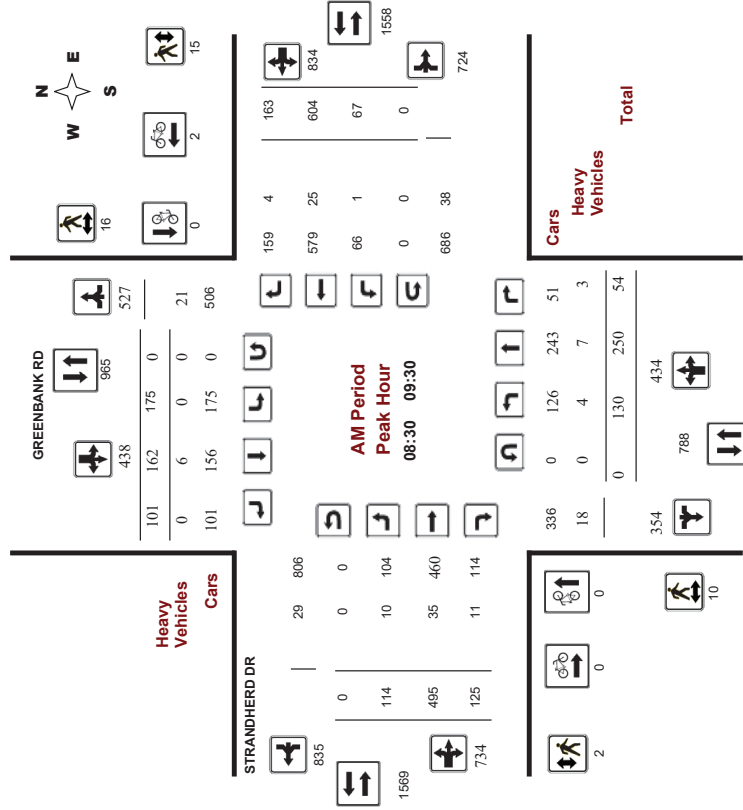 N
W E
S
16
15
0
2
GREENBANK RD
965
438
527
101 162 175 0
0 6 0 0 21
101 156 175 0 506
Heavy
Vehicles
Cars
1558
834
724
159 4 163
579 25 604
66 1 67
0 0 0
686 38
AM Period
Peak Hour
08:30 09:30
STRANDHERD DR
835
1569
734
29 806
0 0 0
114 10 104
495 35 460
125 11 114
Cars
Heavy
Vehicles
Total
336 0 126 243 51
18 0 4 7 3
0 130 250 54
354
788
434
2
0
0
10